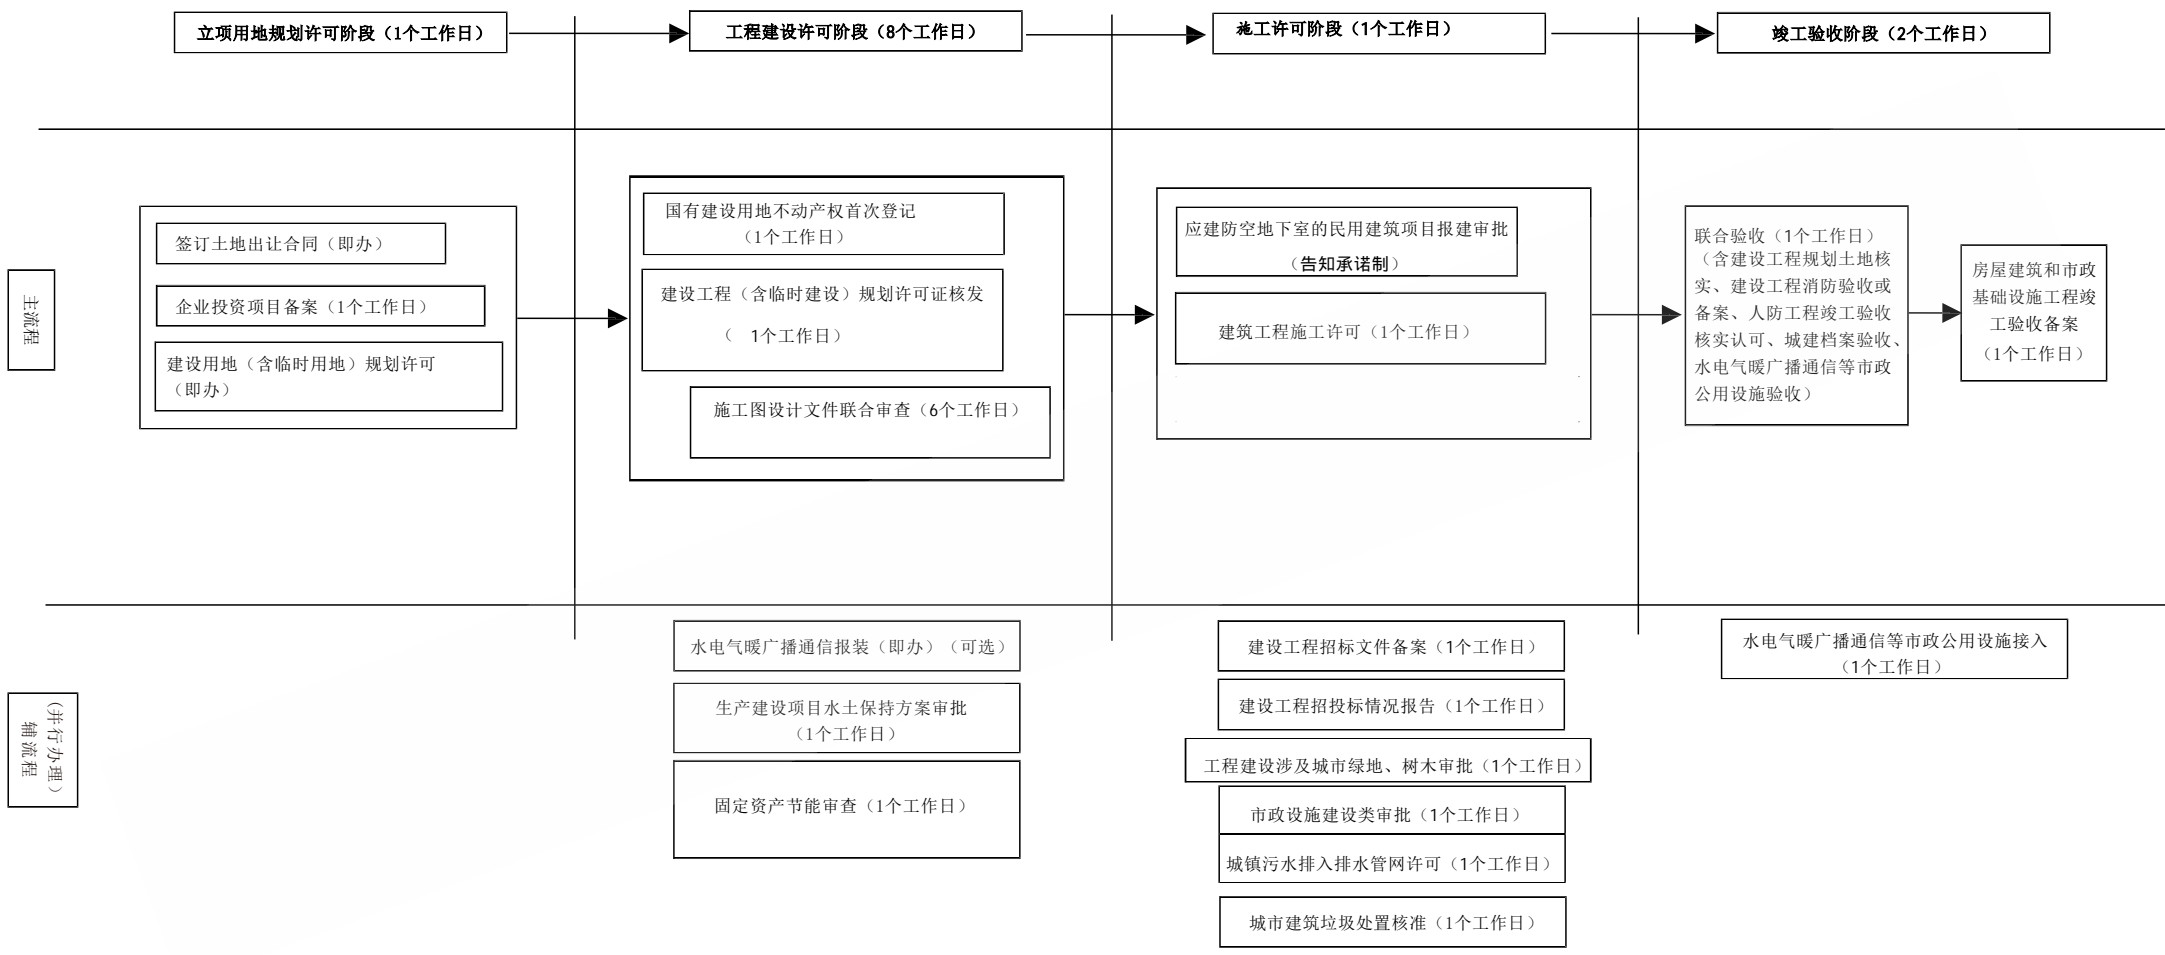 立项用地规划许可阶段（1个工作日）
工程建设许可阶段（8个工作日）
施工许可阶段（1个工作日）
竣工验收阶段（2个工作日）
主流程
签订土地出让合同（即办）
企业投资项目备案（1个工作日）
建设用地（含临时用地）规划许可
（即办）
国有建设用地不动产权首次登记
（1个工作日）
建设工程（含临时建设）规划许可证核发
（ 1个工作日）
施工图设计文件联合审查（6个工作日）
应建防空地下室的民用建筑项目报建审批
（告知承诺制）
建筑工程施工许可（1个工作日）
联合验收（1个工作日）
（含建设工程规划土地核
实、建设工程消防验收或
备案、人防工程竣工验收
核实认可、城建档案验收、
水电气暖广播通信等市政
公用设施验收）
房屋建筑和市政
基础设施工程竣
工验收备案
（1个工作日）
（并行办理）
辅流程
水电气暖广播通信报装（即办）（可选）
生产建设项目水土保持方案审批
（1个工作日）
固定资产节能审查（1个工作日）
建设工程招标文件备案（1个工作日）
建设工程招投标情况报告（1个工作日）
工程建设涉及城市绿地、树木审批（1个工作日）
市政设施建设类审批（1个工作日）
城镇污水排入排水管网许可（1个工作日）
城市建筑垃圾处置核准（1个工作日）
水电气暖广播通信等市政公用设施接入
（1个工作日）